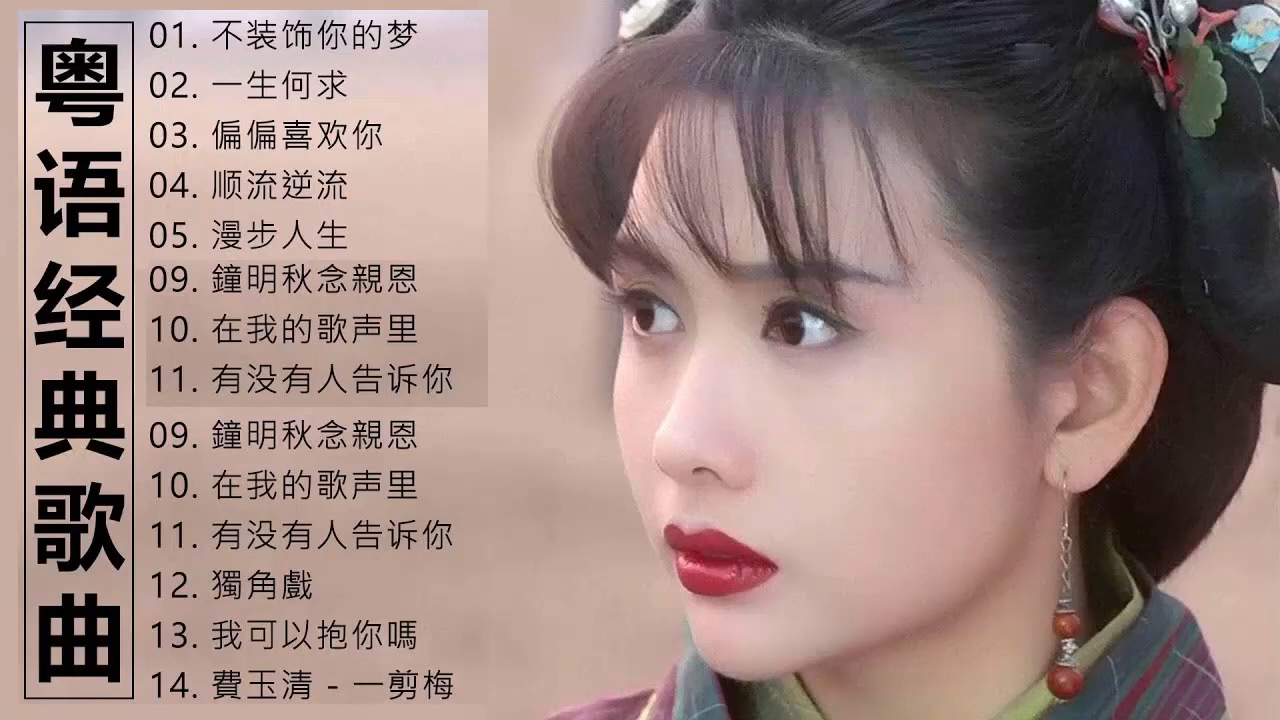 粤语经典歌曲
01. 不装饰你的梦
02. 一生何求
03. 偏偏喜欢你
04. 顺流逆流
05. 漫步人生
09. 鐘明秋念親恩
10. 在我的歌声里
11. 有没有人告诉你
09. 鐘明秋念親恩
10. 在我的歌声里
11. 有没有人告诉你
12. 獨角戲
13. 我可以抱你嗎
14. 費玉清 - 一剪梅